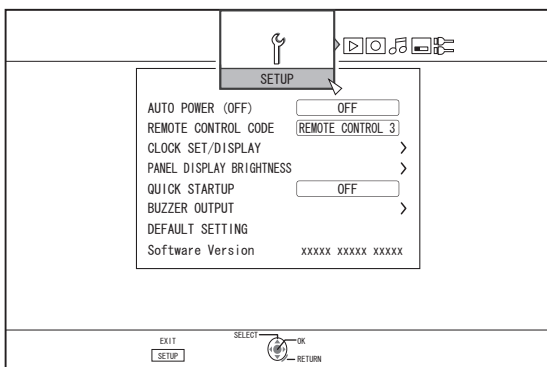 SETUP
AUTO POWER (OFF) OFF
REMOTE CONTROL CODE REMOTE CONTROL 3
CLOCK SET/DISPLAY
PANEL DISPLAY BRIGHTNESS
QUICK STARTUP OFF
BUZZER OUTPUT
DEFAULT SETTING
Software Version xxxxx xxxxx xxxxx
EXIT
SETUP
SELECT
OK
RETURN